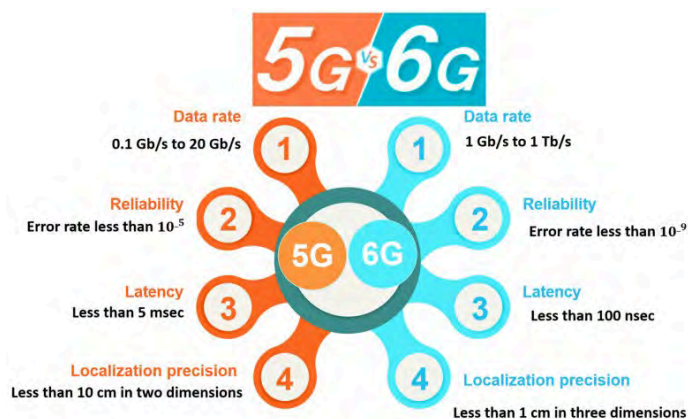 5G VS 6G
Data rate
0.1 Gb/s to 20 Gb/s
1
Reliability
Error rate less than 10⁻⁵
2
Latency
Less than 5 msec
3
Localization precision
Less than 10 cm in two dimensions
4
5G
6G
Data rate
1 Gb/s to 1 Tb/s
1
Reliability
Error rate less than 10⁻⁹
2
Latency
Less than 100 nsec
3
Localization precision
Less than 1 cm in three dimensions
4